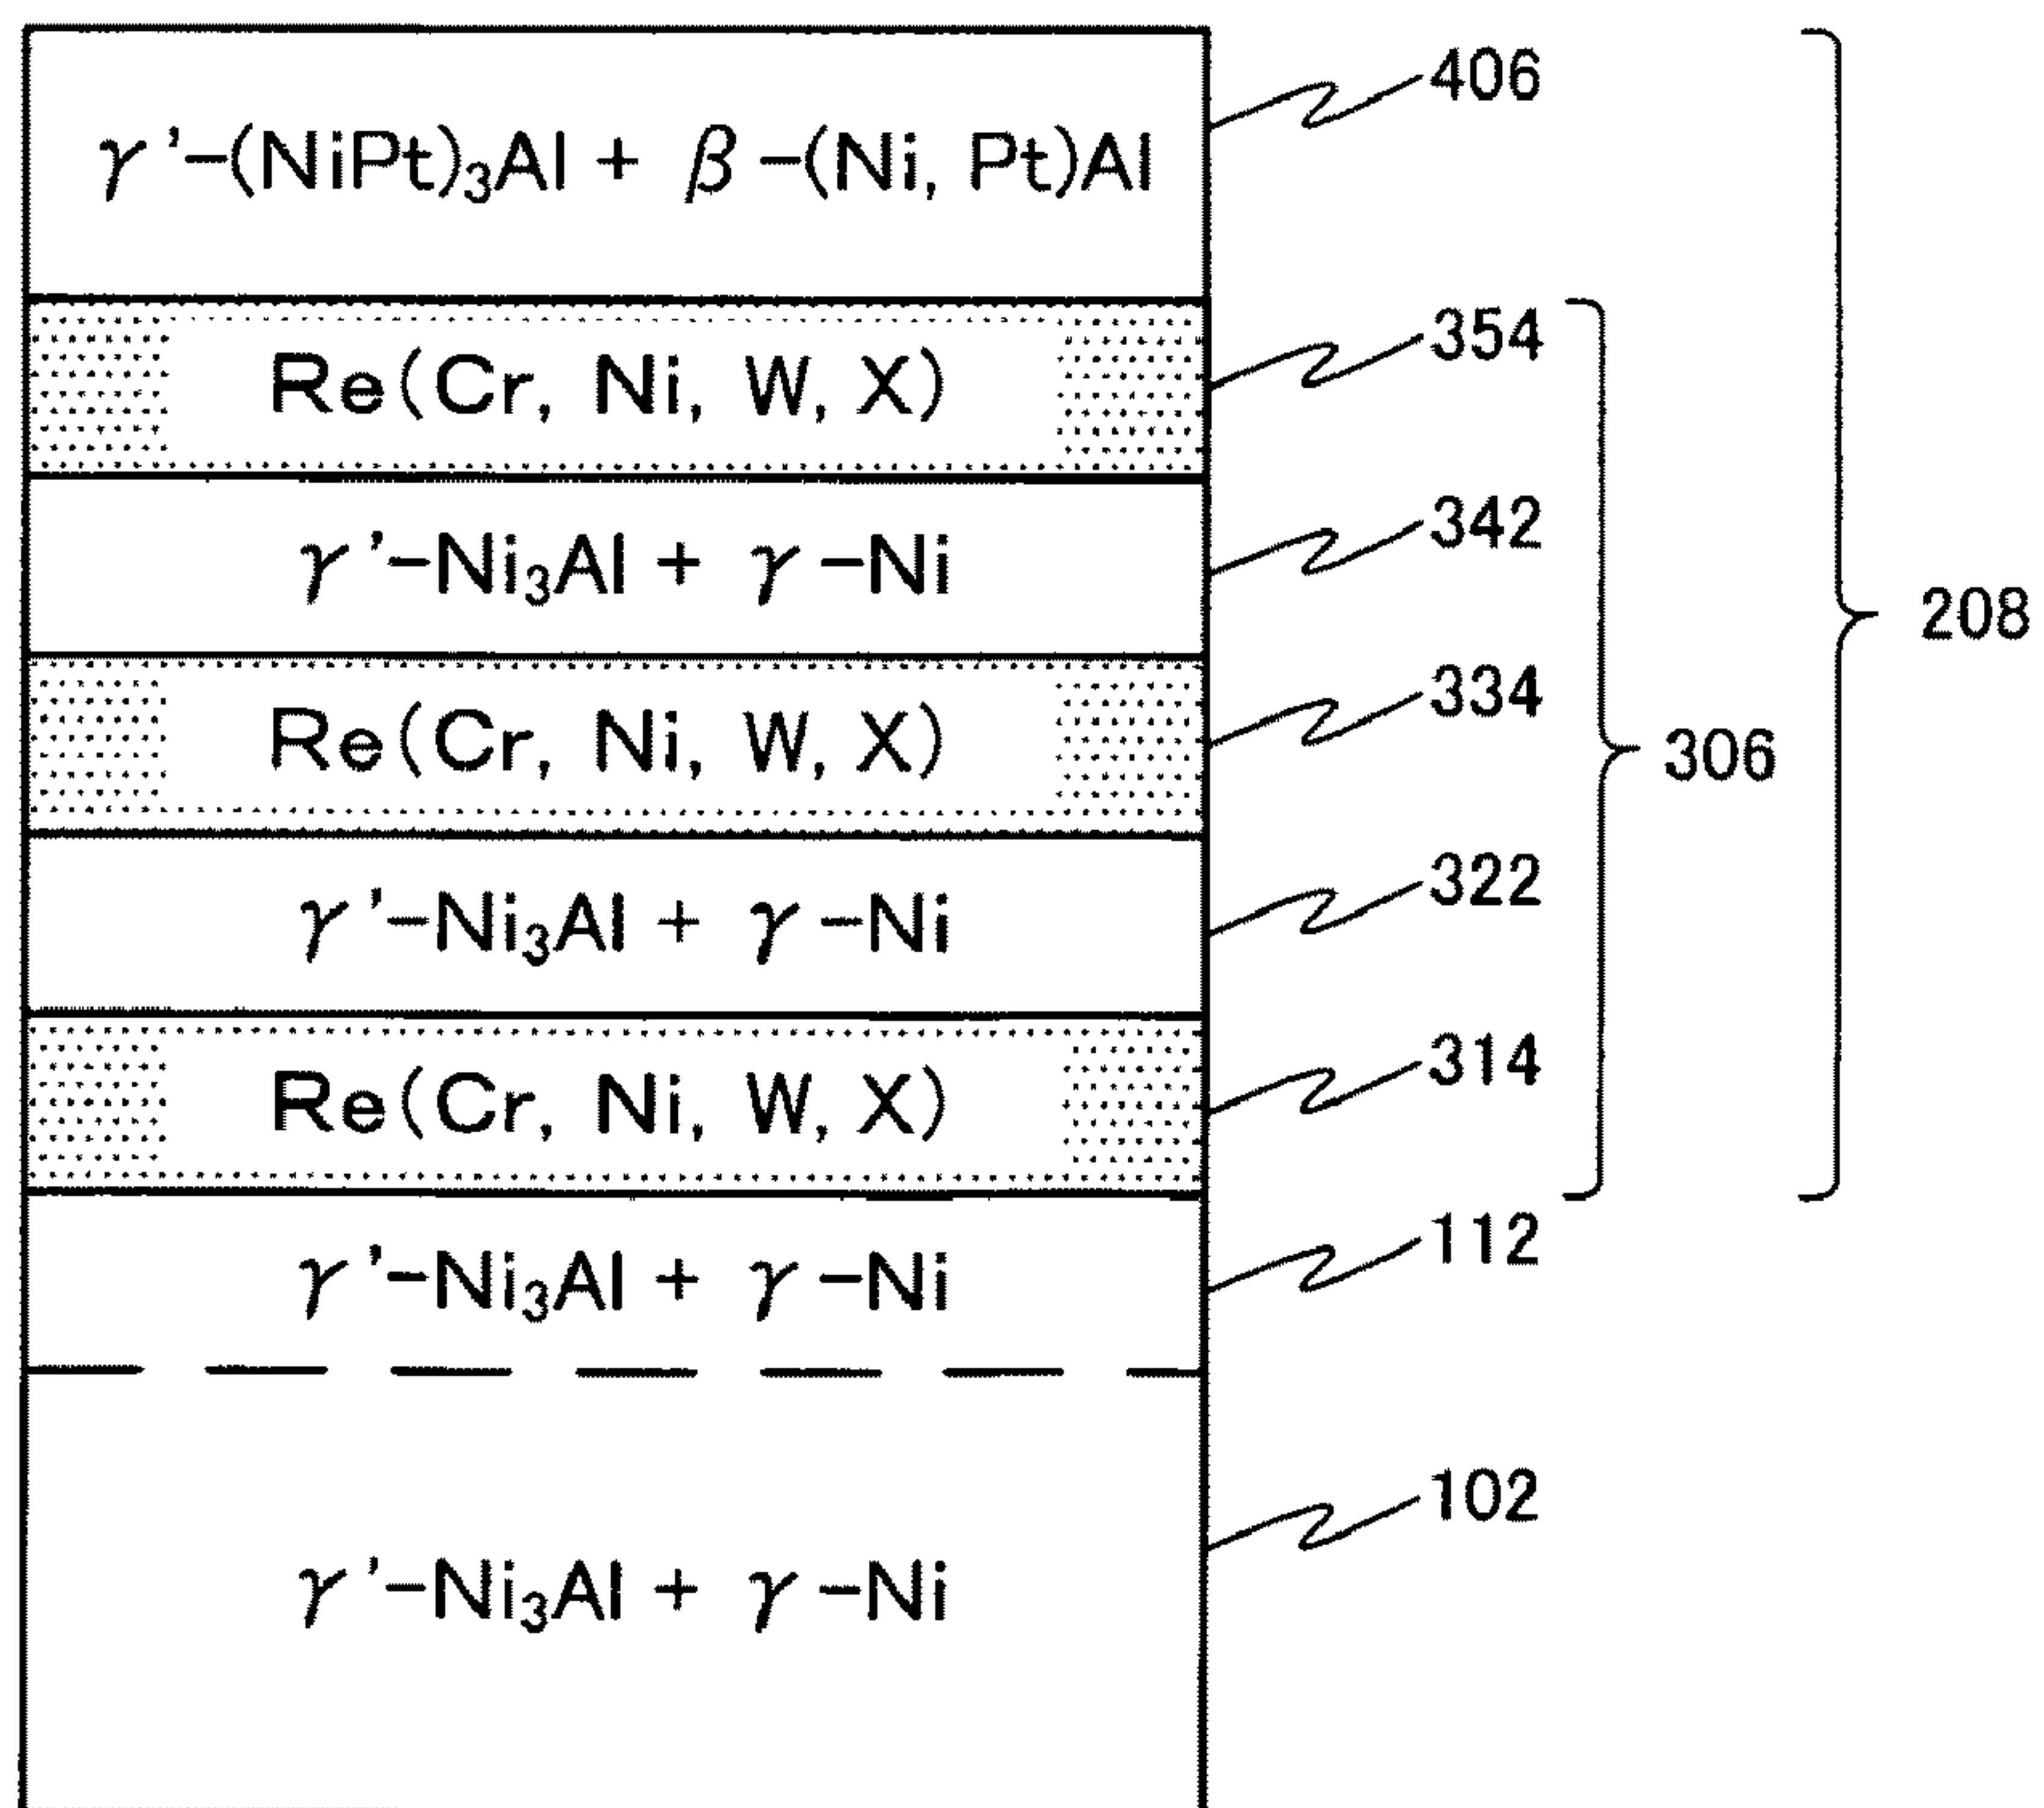 γ'-(NiPt)₃Al + β-(Ni, Pt)Al
406
Re(Cr, Ni, W, X)
354
γ'-Ni₃Al + γ-Ni
342
208
Re(Cr, Ni, W, X)
334
306
γ'-Ni₃Al + γ-Ni
322
Re(Cr, Ni, W, X)
314
γ'-Ni₃Al + γ-Ni
112
γ'-Ni₃Al + γ-Ni
102